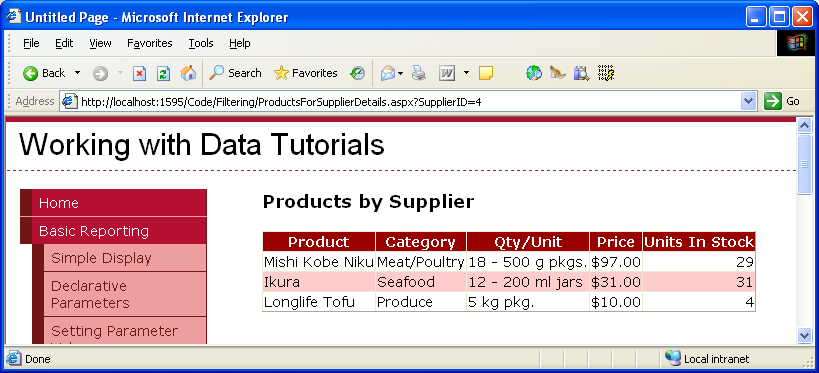 Untitled Page - Microsoft Internet Explorer
File Edit View Favorites Tools Help
Back Search Favorites
Address http://localhost:1595/Code/Filtering/ProductsForSupplierDetails.aspx?SupplierID=4 Go
Working with Data Tutorials
Home
Basic Reporting
Simple Display
Declarative
Parameters
Setting Parameter
Products by Supplier
Product Category Qty/Unit Price Units In Stock
Mishi Kobe Niku Meat/Poultry 18 - 500 g pkgs. $97.00 29
Ikura Seafood 12 - 200 ml jars $31.00 31
Longlife Tofu Produce 5 kg pkg. $10.00 4
Done Local intranet